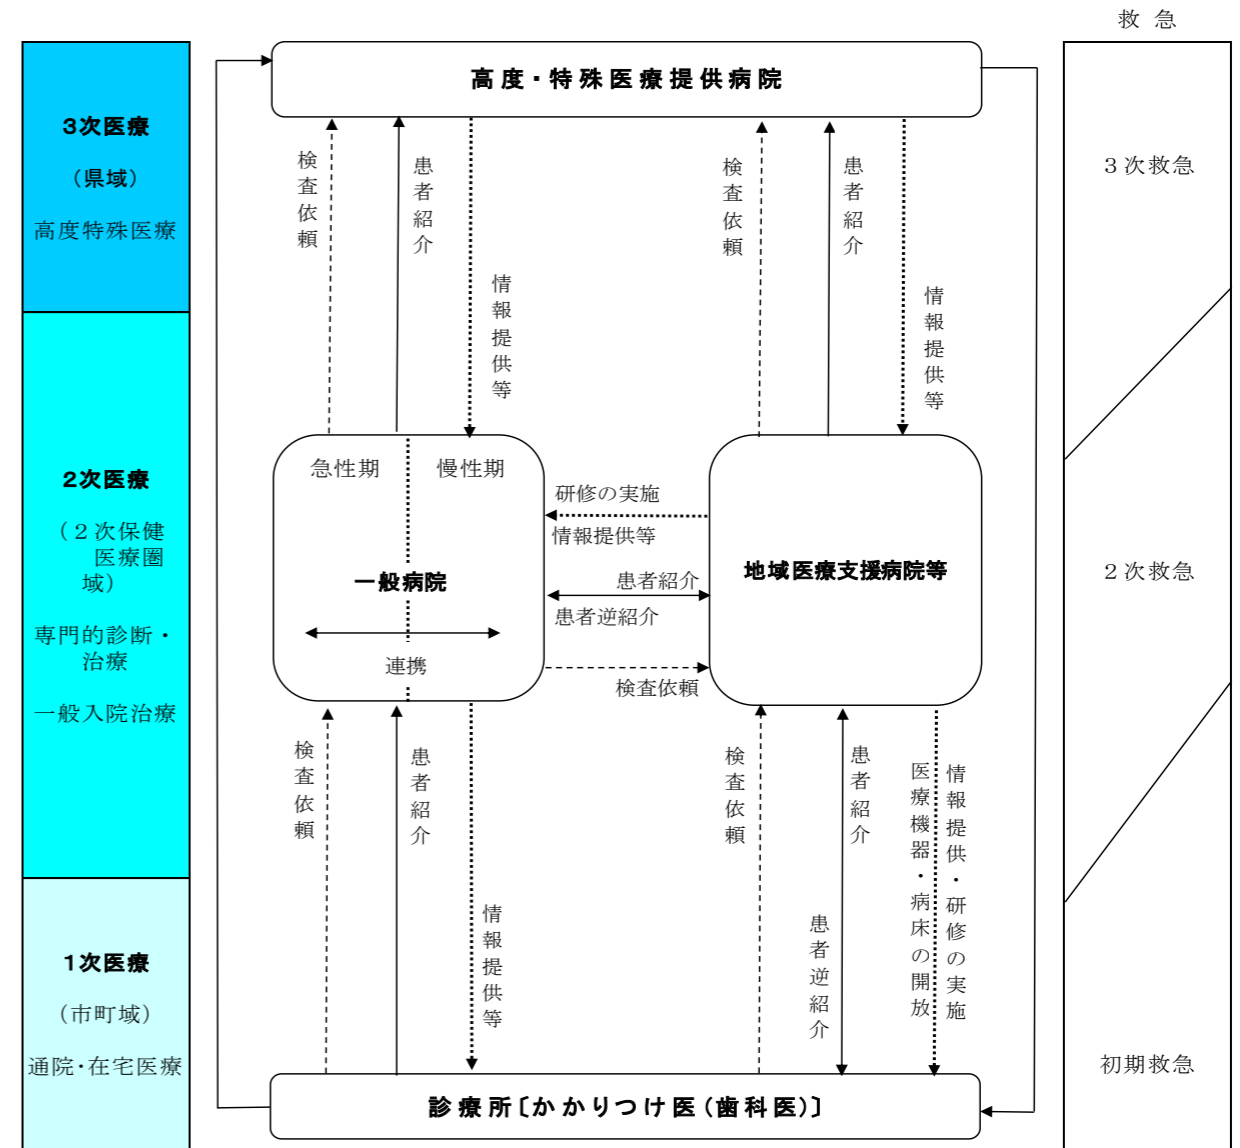 救急
3次医療
(県域)
高度特殊医療
2次医療
(2次保健
医療圏
域)
専門的診断・
治療
一般入院治療
1次医療
(市町域)
通院・在宅医療
高度・特殊医療提供病院
検査依頼
患者紹介
情報提供等
検査依頼
患者紹介
情報提供等
急性期
慢性期
一般病院
連携
研修の実施
情報提供等
患者紹介
患者逆紹介
検査依頼
地域医療支援病院等
検査依頼
患者紹介
情報提供等
検査依頼
患者紹介
患者逆紹介
医療機器・病床の開放
情報提供・研修の実施
診療所〔かかりつけ医(歯科医)〕
3次救急
2次救急
初期救急